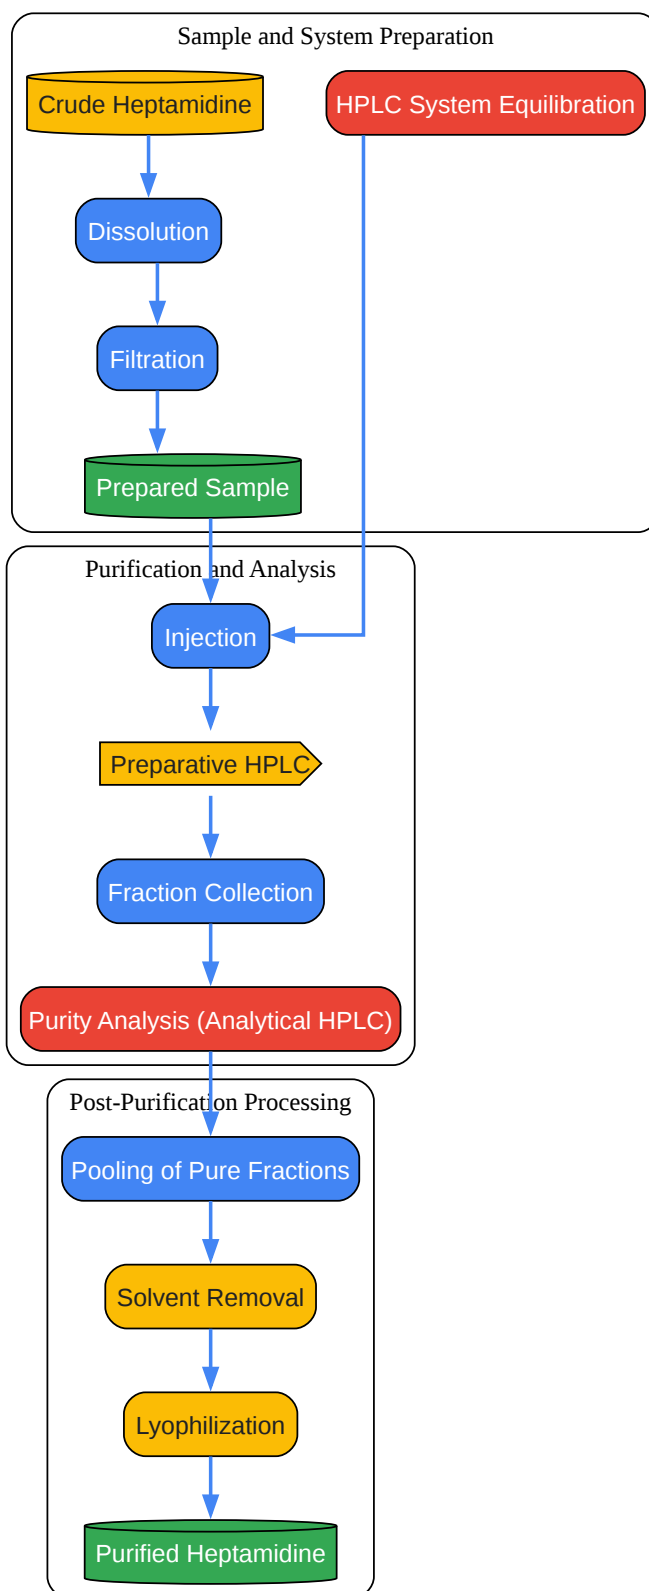 Sample and System Preparation
Crude Heptamidine
HPLC System Equilibration
Dissolution
Filtration
Prepared Sample
Purification and Analysis
Injection
Preparative HPLC
Fraction Collection
Purity Analysis (Analytical HPLC)
Post-Purification Processing
Pooling of Pure Fractions
Solvent Removal
Lyophilization
Purified Heptamidine